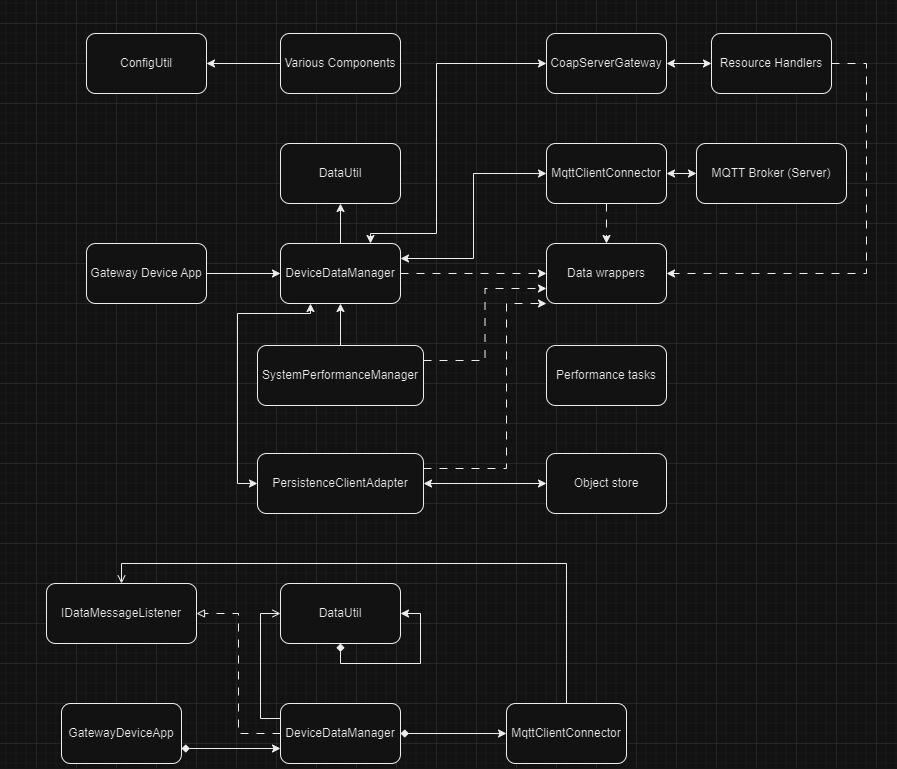 ConfigUtil
Various Components
CoapServerGateway
Resource Handlers
DataUtil
MqttClientConnector
MQTT Broker (Server)
Gateway Device App
DeviceDataManager
Data wrappers
SystemPerformanceManager
Performance tasks
PersistenceClientAdapter
Object store
IDataMessageListener
DataUtil
GatewayDeviceApp
DeviceDataManager
MqttClientConnector